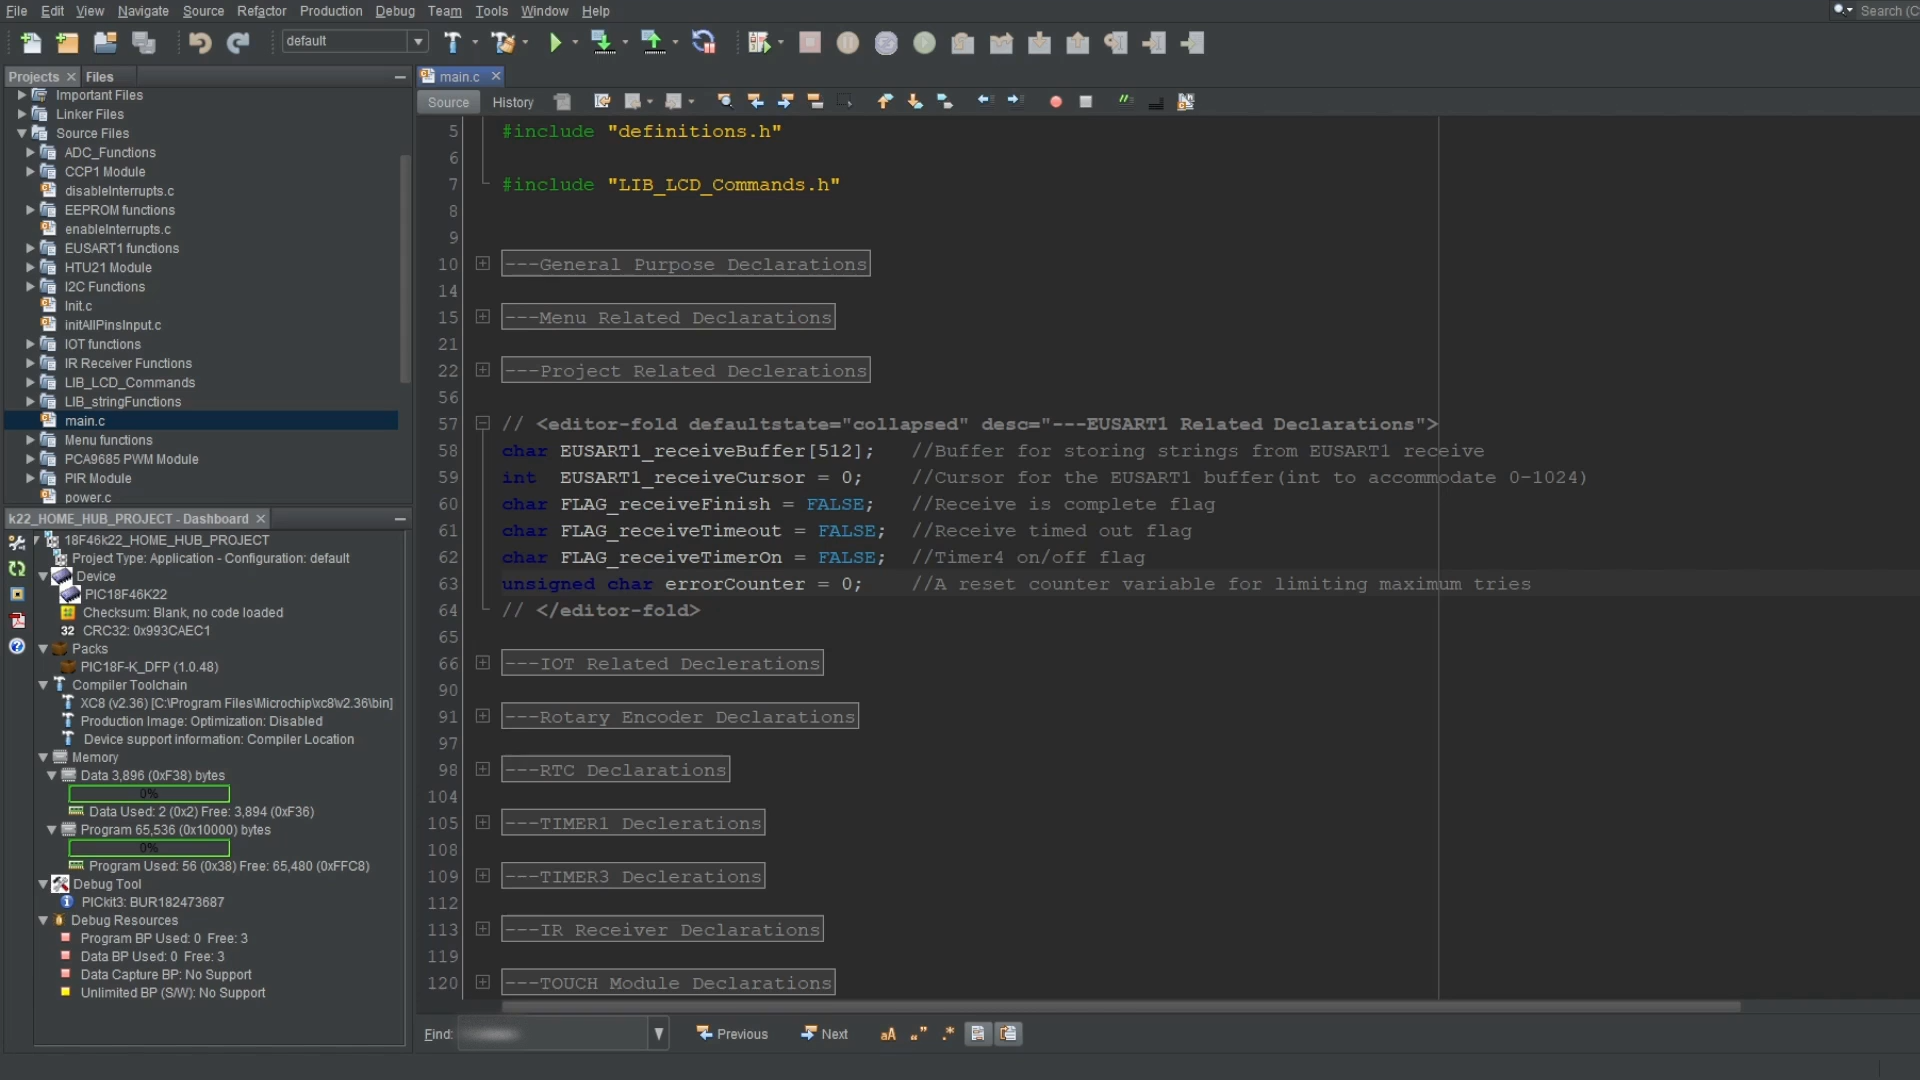 File Edit View Navigate Source Refactor Production Debug Team Tools Window Help
Search (C
default
Projects Files
Important Files
Linker Files
Source Files
ADC_Functions
CCP1 Module
disableInterrupts.c
EEPROM functions
enableInterrupts.c
EUSART1 functions
HTU21 Module
I2C Functions
Init.c
initAllPinsInput.c
IOT functions
IR Receiver Functions
LIB_LCD_Commands
LIB_stringFunctions
main.c
Menu functions
PCA9685 PWM Module
PIR Module
power.c
k22_HOME_HUB_PROJECT - Dashboard
18F46k22_HOME_HUB_PROJECT
Project Type: Application - Configuration: default
Device
PIC18F46K22
Checksum: Blank, no code loaded
32 CRC32: 0x993CAEC1
Packs
PIC18F-K_DFP (1.0.48)
Compiler Toolchain
XC8 (v2.36) [C:\Program Files\Microchip\xc8\v2.36\bin]
Production Image: Optimization: Disabled
Device support information: Compiler Location
Memory
Data 3,896 (0xF38) bytes
0%
Data Used: 2 (0x2) Free: 3,894 (0xF36)
Program 65,536 (0x10000) bytes
0%
Program Used: 56 (0x38) Free: 65,480 (0xFFC8)
Debug Tool
PICkit3: BUR182473687
Debug Resources
Program BP Used: 0 Free: 3
Data BP Used: 0 Free: 3
Data Capture BP: No Support
Unlimited BP (S/W): No Support
main.c
Source History
5 #include "definitions.h"
6
7 #include "LIB_LCD_Commands.h"
8
9
10 ---General Purpose Declarations
14
15 ---Menu Related Declarations
21
22 ---Project Related Declerations
56
57 // <editor-fold defaultstate="collapsed" desc="---EUSART1 Related Declarations">
58 char EUSART1_receiveBuffer[512]; //Buffer for storing strings from EUSART1 receive
59 int EUSART1_receiveCursor = 0; //Cursor for the EUSART1 buffer(int to accommodate 0-1024)
60 char FLAG_receiveFinish = FALSE; //Receive is complete flag
61 char FLAG_receiveTimeout = FALSE; //Receive timed out flag
62 char FLAG_receiveTimerOn = FALSE; //Timer4 on/off flag
63 unsigned char errorCounter = 0; //A reset counter variable for limiting maximum tries
64 // </editor-fold>
65
66 ---IOT Related Declerations
90
91 ---Rotary Encoder Declarations
97
98 ---RTC Declarations
104
105 ---TIMER1 Declerations
108
109 ---TIMER3 Declerations
112
113 ---IR Receiver Declarations
119
120 ---TOUCH Module Declarations
Find: Previous Next aA